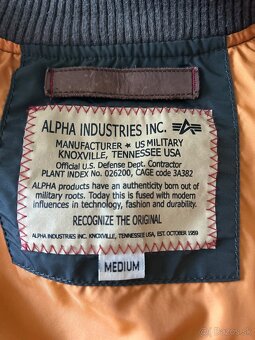 ALPHA INDUSTRIES INC.
MANUFACTURER ★ US MILITARY
KNOXVILLE, TENNESSEE USA
Official U.S. Defense Dept. Contractor
PLANT INDEX No. 026200, CAGE code 3A382
ALPHA products have an authenticity born out of
military roots. Today this is fused with modern
influences in technology, fashion and durability.
RECOGNIZE THE ORIGINAL
ALPHA INDUSTRIES INC. KNOXVILLE, TENNESSEE USA, EST. OCTOBER 1959
MEDIUM